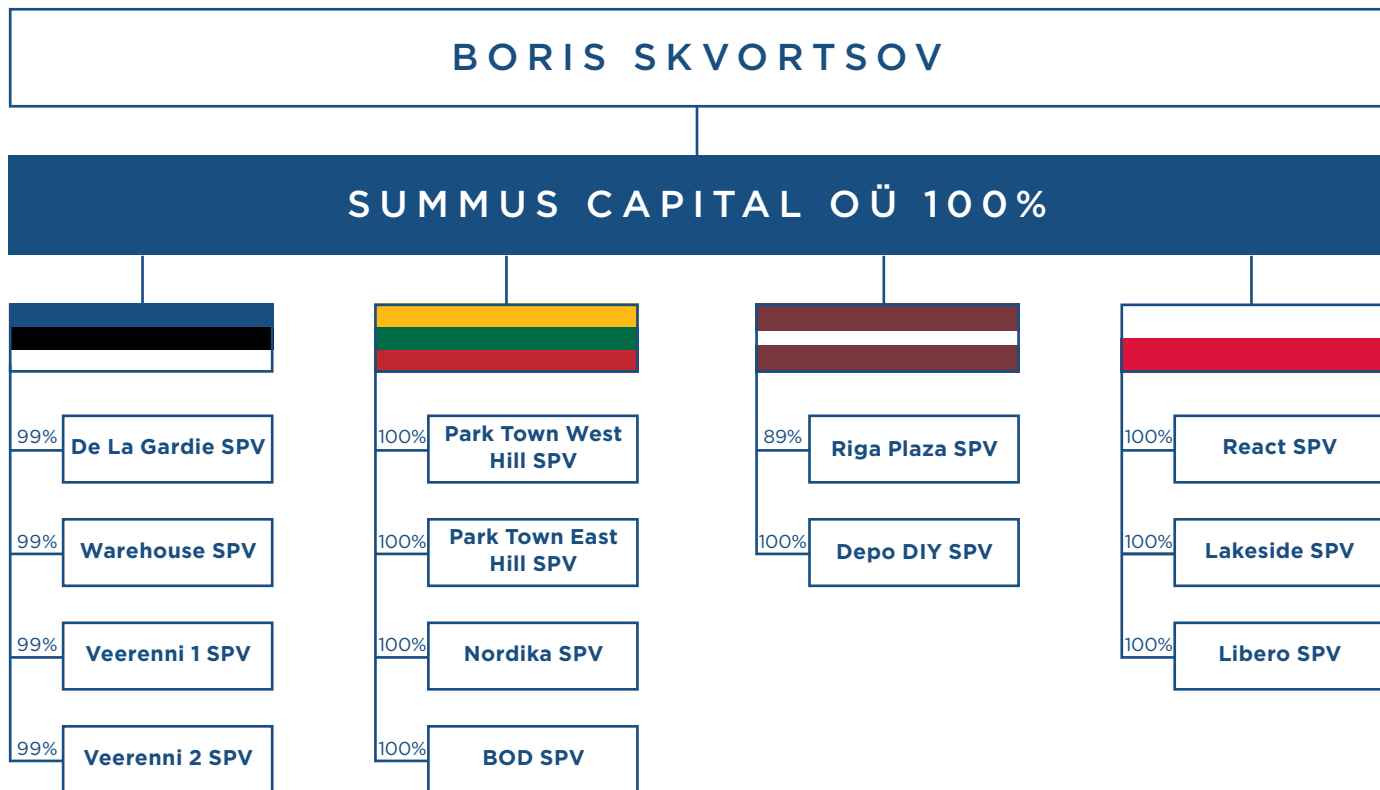 BORIS SKVORTSOV
SUMMUS CAPITAL OÜ 100%
99%
De La Gardie SPV
99%
Warehouse SPV
99%
Veerenni 1 SPV
99%
Veerenni 2 SPV
100%
Park Town West
Hill SPV
100%
Park Town East
Hill SPV
100%
Nordika SPV
100%
BOD SPV
89%
Riga Plaza SPV
100%
Depo DIY SPV
100%
React SPV
100%
Lakeside SPV
100%
Libero SPV